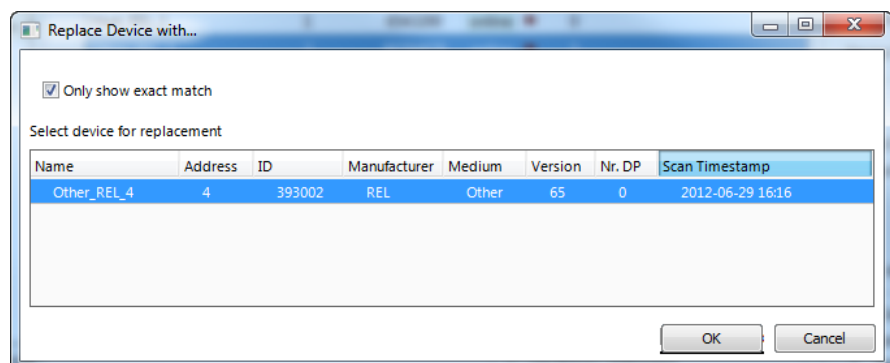 Replace Device with...
Only show exact match
Select device for replacement
Name Address ID Manufacturer Medium Version Nr. DP Scan Timestamp
Other_REL_4 4 393002 REL Other 65 0 2012-06-29 16:16
OK Cancel